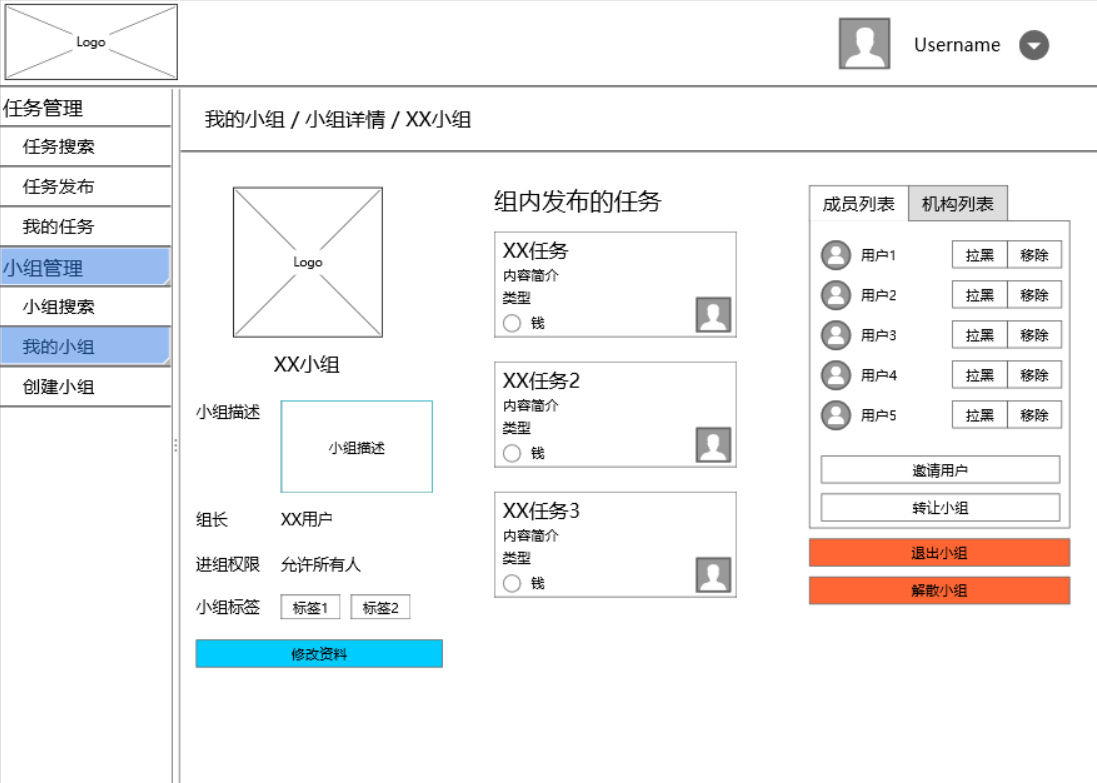 Logo
Username
任务管理
任务搜索
任务发布
我的任务
小组管理
小组搜索
我的小组
创建小组
我的小组 / 小组详情 / XX小组
Logo
XX小组
小组描述
小组描述
组长 XX用户
进组权限 允许所有人
小组标签 标签1 标签2
修改资料
组内发布的任务
XX任务
内容简介
类型
钱
XX任务2
内容简介
类型
钱
XX任务3
内容简介
类型
钱
成员列表 机构列表
用户1 拉黑 移除
用户2 拉黑 移除
用户3 拉黑 移除
用户4 拉黑 移除
用户5 拉黑 移除
邀请用户
转让小组
退出小组
解散小组